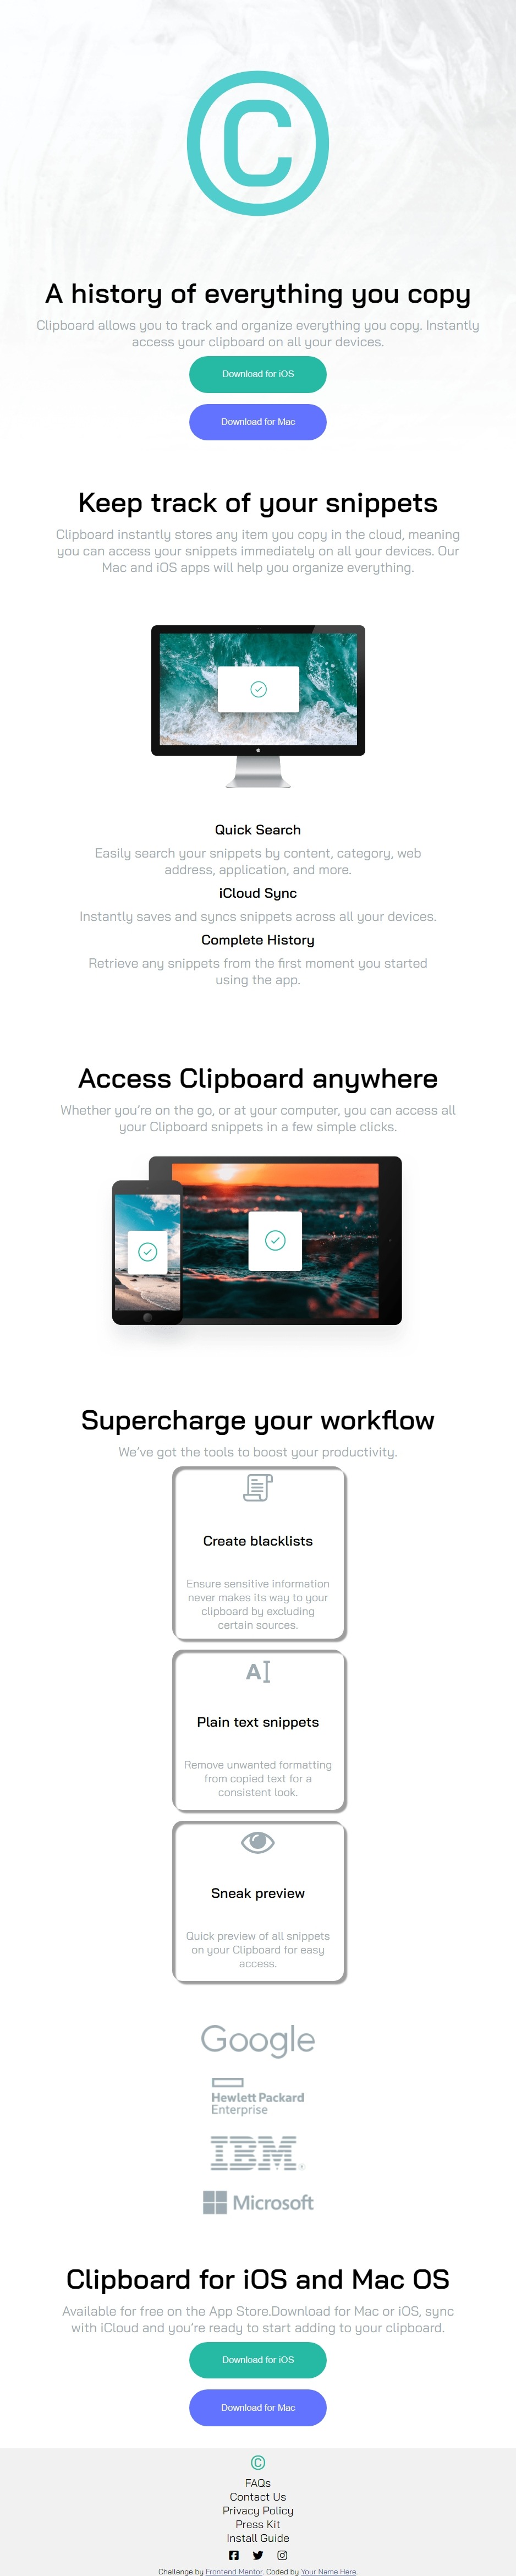 A history of everything you copy
Clipboard allows you to track and organize everything you copy. Instantly
access your clipboard on all your devices.
Download for iOS
Download for Mac
Keep track of your snippets
Clipboard instantly stores any item you copy in the cloud, meaning
you can access your snippets immediately on all your devices. Our
Mac and iOS apps will help you organize everything.
Quick Search
Easily search your snippets by content, category, web
address, application, and more.
iCloud Sync
Instantly saves and syncs snippets across all your devices.
Complete History
Retrieve any snippets from the first moment you started
using the app.
Access Clipboard anywhere
Whether you’re on the go, or at your computer, you can access all
your Clipboard snippets in a few simple clicks.
Supercharge your workflow
We’ve got the tools to boost your productivity.
Create blacklists
Ensure sensitive information
never makes its way to your
clipboard by excluding
certain sources.
A
Plain text snippets
Remove unwanted formatting
from copied text for a
consistent look.
Sneak preview
Quick preview of all snippets
on your Clipboard for easy
access.
Google
Hewlett Packard
Enterprise
IBM
Microsoft
Clipboard for iOS and Mac OS
Available for free on the App Store.Download for Mac or iOS, sync
with iCloud and you’re ready to start adding to your clipboard.
Download for iOS
Download for Mac
FAQs
Contact Us
Privacy Policy
Press Kit
Install Guide
Challenge by Frontend Mentor. Coded by Your Name Here.